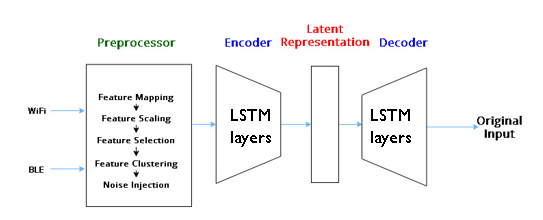 Preprocessor
Encoder
Latent
Representation
Decoder
WiFi
BLE
Feature Mapping
Feature Scaling
Feature Selection
Feature Clustering
Noise Injection
LSTM
layers
LSTM
layers
Original
Input